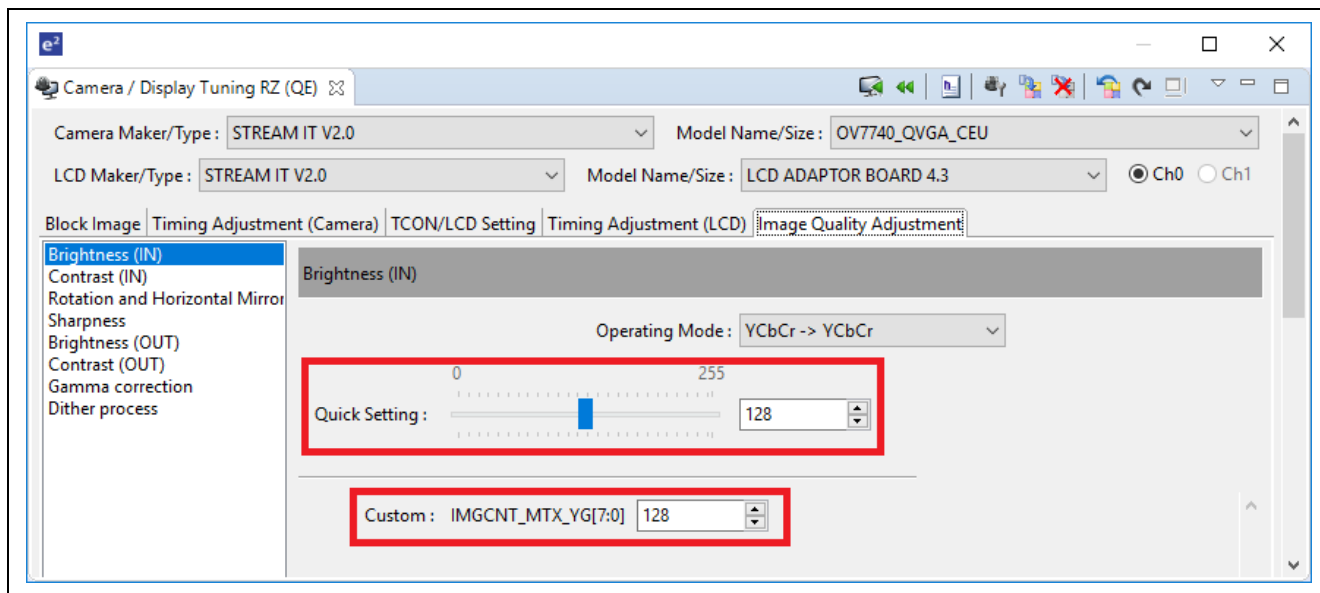 e²
Camera / Display Tuning RZ (QE)
Camera Maker/Type : STREAM IT V2.0 Model Name/Size : OV7740_QVGA_CEU
LCD Maker/Type : STREAM IT V2.0 Model Name/Size : LCD ADAPTOR BOARD 4.3 Ch0 Ch1
Block Image Timing Adjustment (Camera) TCON/LCD Setting Timing Adjustment (LCD) Image Quality Adjustment
Brightness (IN)
Contrast (IN)
Rotation and Horizontal Mirror
Sharpness
Brightness (OUT)
Contrast (OUT)
Gamma correction
Dither process
Brightness (IN)
Operating Mode : YCbCr -> YCbCr
0 255
Quick Setting : 128
Custom : IMGCNT_MTX_YG[7:0] 128